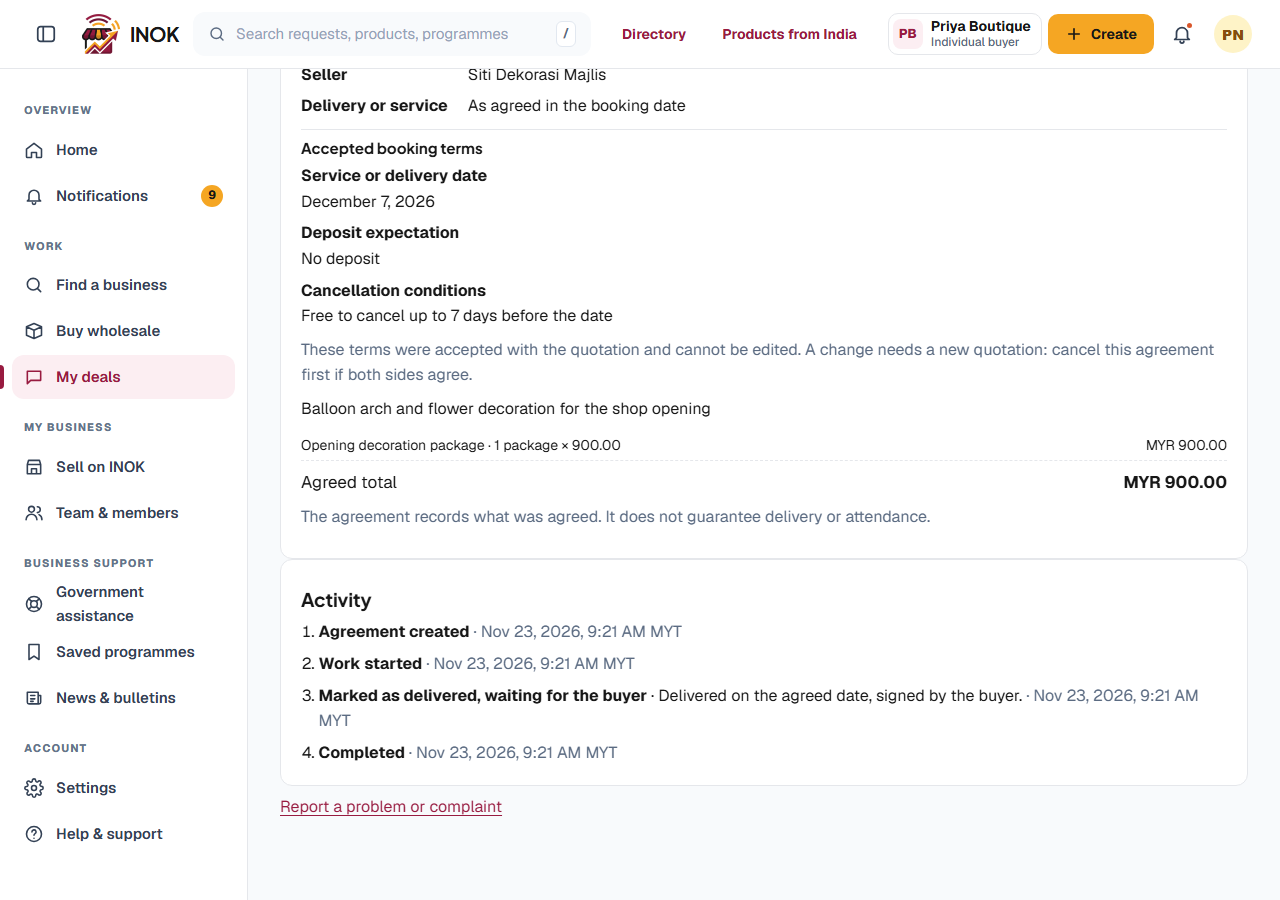 INOK
Search requests, products, programmes
/
Directory
Products from India
PB
Priya Boutique
Individual buyer
Create
PN
OVERVIEW
Home
Notifications
9
WORK
Find a business
Buy wholesale
My deals
MY BUSINESS
Sell on INOK
Team & members
BUSINESS SUPPORT
Government
assistance
Saved programmes
News & bulletins
ACCOUNT
Settings
Help & support
Seller Siti Dekorasi Majlis
Delivery or service As agreed in the booking date
Accepted booking terms
Service or delivery date
December 7, 2026
Deposit expectation
No deposit
Cancellation conditions
Free to cancel up to 7 days before the date
These terms were accepted with the quotation and cannot be edited. A change needs a new quotation: cancel this agreement
first if both sides agree.
Balloon arch and flower decoration for the shop opening
Opening decoration package · 1 package × 900.00 MYR 900.00
Agreed total MYR 900.00
The agreement records what was agreed. It does not guarantee delivery or attendance.
Activity
1. Agreement created · Nov 23, 2026, 9:21 AM MYT
2. Work started · Nov 23, 2026, 9:21 AM MYT
3. Marked as delivered, waiting for the buyer · Delivered on the agreed date, signed by the buyer. · Nov 23, 2026, 9:21 AM
MYT
4. Completed · Nov 23, 2026, 9:21 AM MYT
Report a problem or complaint